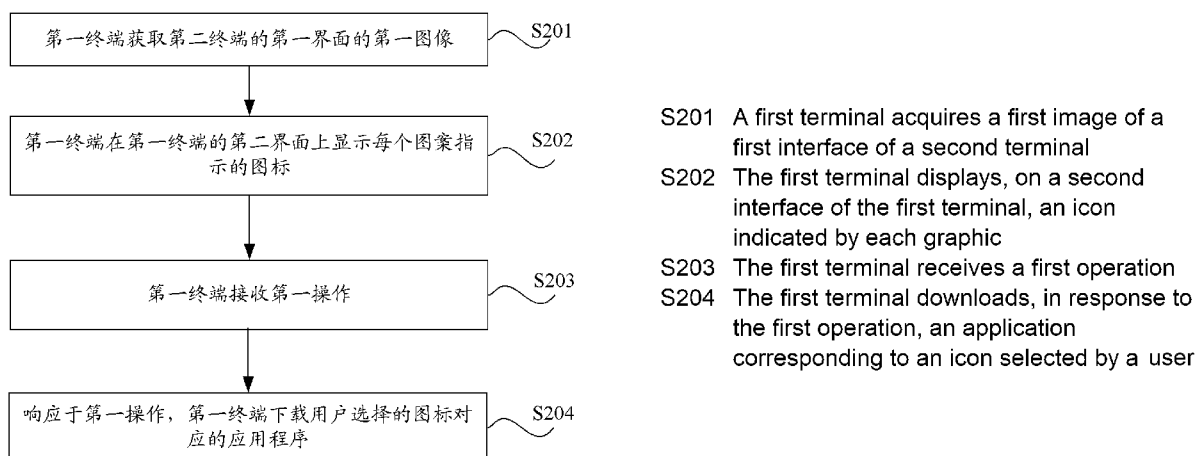 第一终端获取第二终端的第一界面的第一图像
S201
第一终端在第一终端的第二界面上显示每个图案指
示的图标
S202
第一终端接收第一操作
S203
响应于第一操作，第一终端下载用户选择的图标对
应的应用程序
S204
S201 A first terminal acquires a first image of a
first interface of a second terminal
S202 The first terminal displays, on a second
interface of the first terminal, an icon
indicated by each graphic
S203 The first terminal receives a first operation
S204 The first terminal downloads, in response to
the first operation, an application
corresponding to an icon selected by a user